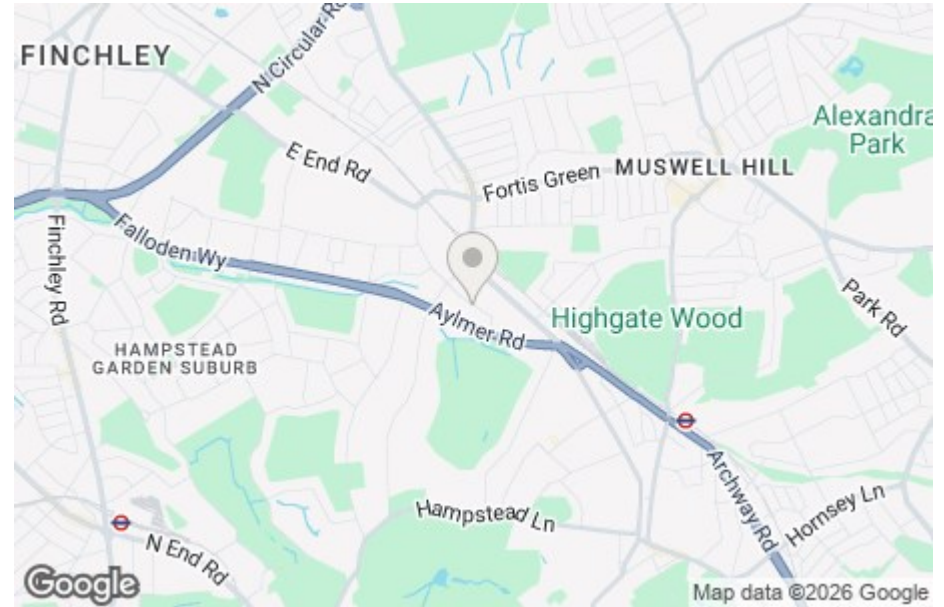 FINCHLEY
N Circular Rd
Alexandra
Park
E End Rd
Fortis Green
MUSWELL HILL
Falloden Wy
Finchley Rd
Aylmer Rd
Highgate Wood
Park Rd
HAMPSTEAD
GARDEN SUBURB
Archway Rd
Hampstead Ln
Hornsey Ln
N End Rd
Google
Map data ©2026 Google